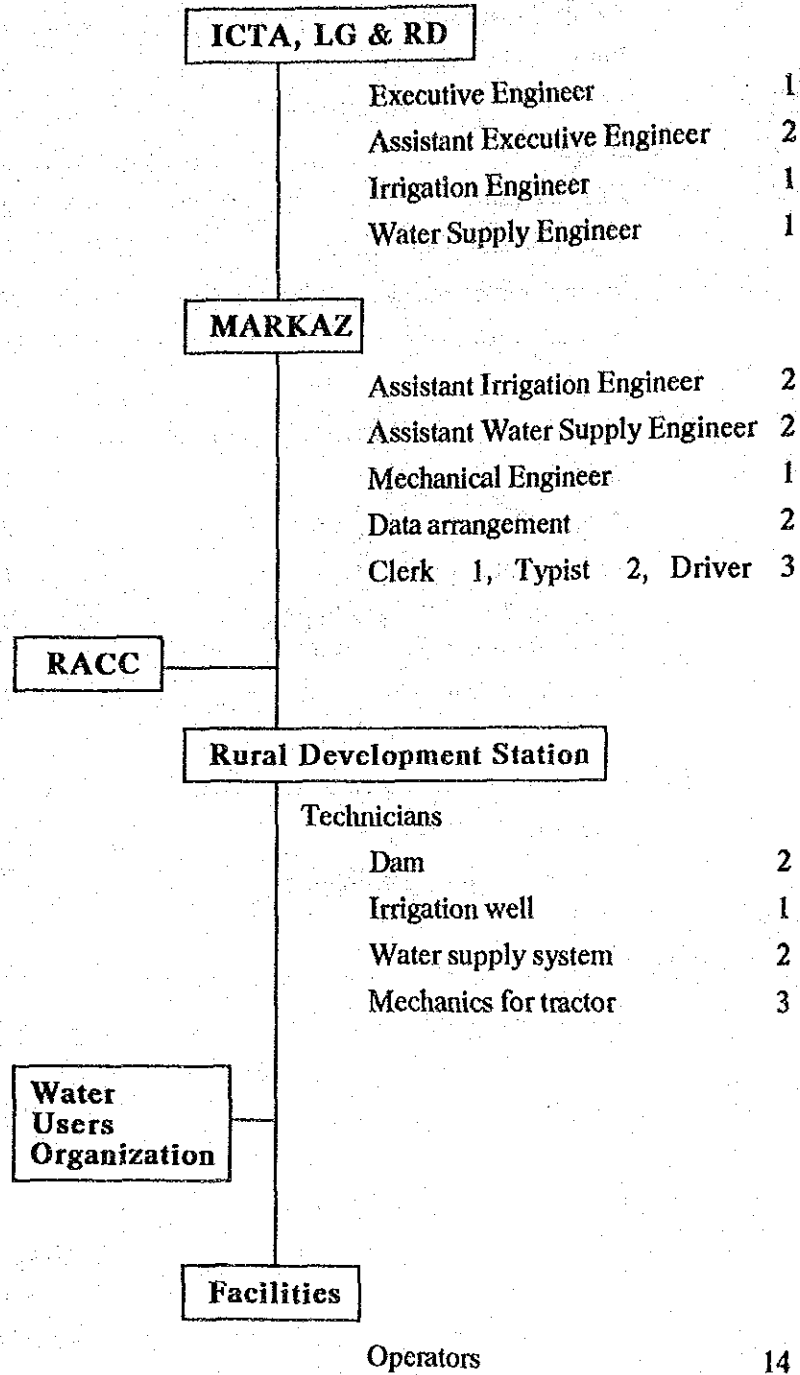 ICTA, LG & RD
Executive Engineer 1
Assistant Executive Engineer 2
Irrigation Engineer 1
Water Supply Engineer 1
MARKAZ
Assistant Irrigation Engineer 2
Assistant Water Supply Engineer 2
Mechanical Engineer 1
Data arrangement 2
Clerk 1, Typist 2, Driver 3
RACC
Rural Development Station
Technicians
Dam 2
Irrigation well 1
Water supply system 2
Mechanics for tractor 3
Water
Users
Organization
Facilities
Operators 14